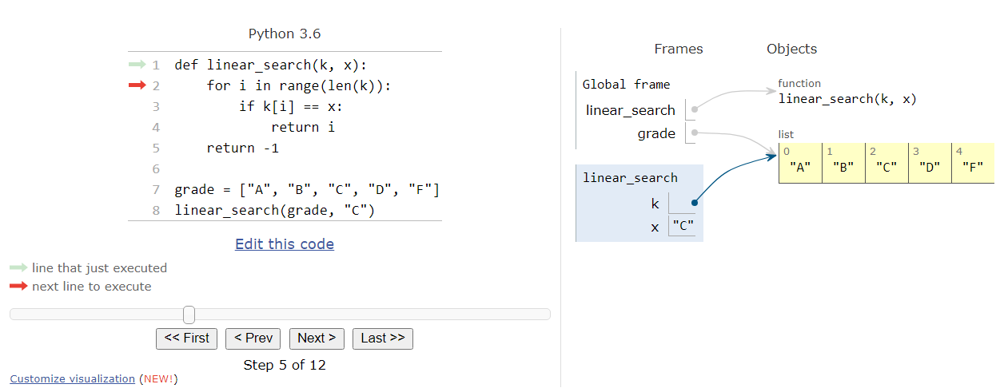 Python 3.6
1 def linear_search(k, x):
2     for i in range(len(k)):
3         if k[i] == x:
4             return i
5     return -1
6
7 grade = ["A", "B", "C", "D", "F"]
8 linear_search(grade, "C")
Edit this code
line that just executed
next line to execute
<< First < Prev Next > Last >>
Step 5 of 12
Customize visualization (NEW!)
Frames Objects
Global frame
linear_search
grade
function
linear_search(k, x)
list
0 1 2 3 4
"A" "B" "C" "D" "F"
linear_search
k
x "C"